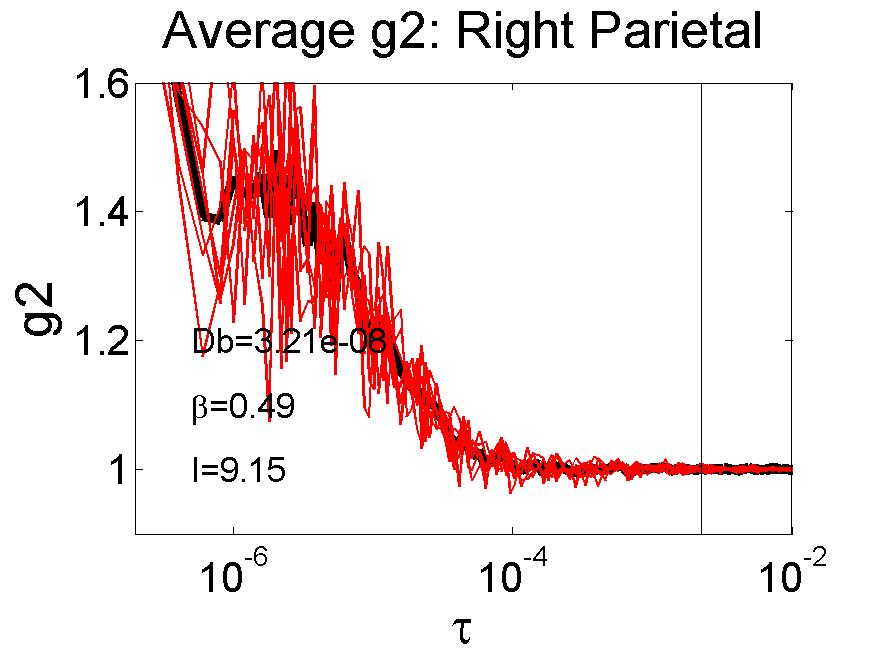 Average g2: Right Parietal
1.6
1.4
1.2
1
g2
Db=3.21e-08
β=0.49
I=9.15
10^-6
10^-4
10^-2
τ